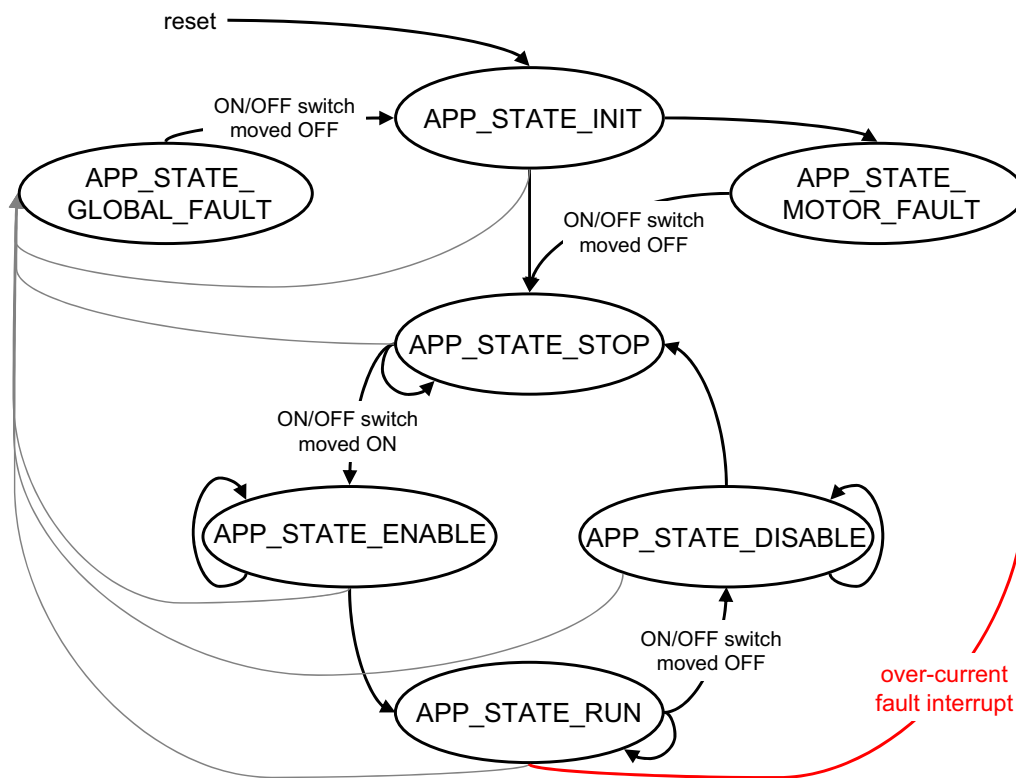 reset
ON/OFF switch
moved OFF
APP_STATE_INIT
APP_STATE_
GLOBAL_FAULT
APP_STATE_
MOTOR_FAULT
ON/OFF switch
moved OFF
APP_STATE_STOP
ON/OFF switch
moved ON
APP_STATE_ENABLE
APP_STATE_DISABLE
ON/OFF switch
moved OFF
over-current
fault interrupt
APP_STATE_RUN